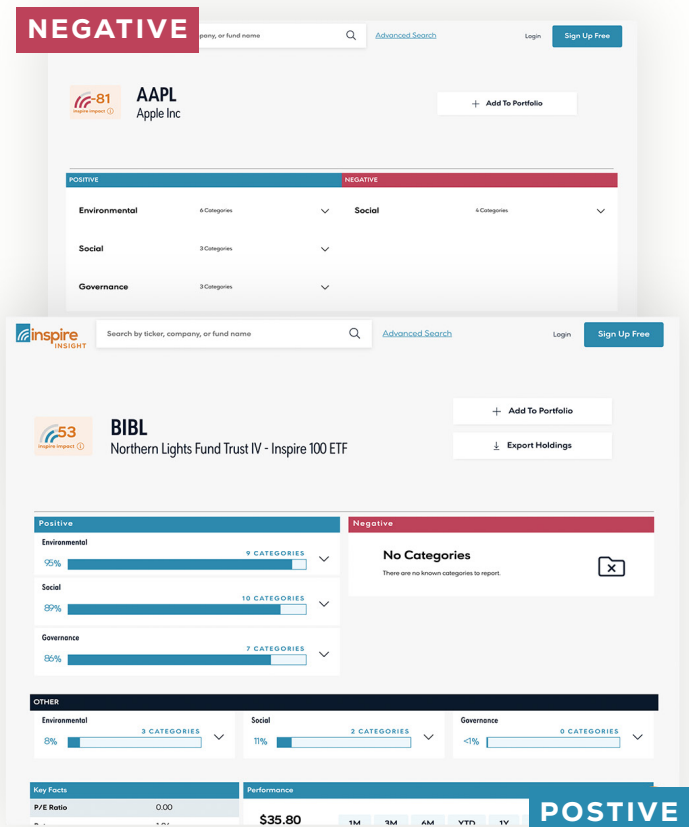 NEGATIVE
pany, or fund name
Advanced Search
Login
Sign Up Free
-81
Inspire Impact
AAPL
Apple Inc
+ Add To Portfolio
POSITIVE
NEGATIVE
Environmental 6 Categories
Social 4 Categories
Social 3 Categories
Governance 3 Categories
inspire
INSIGHT
Search by ticker, company, or fund name
Advanced Search
Login
Sign Up Free
53
Inspire Impact
BIBL
Northern Lights Fund Trust IV - Inspire 100 ETF
+ Add To Portfolio
Export Holdings
Positive
Environmental
9 CATEGORIES
95%
Social
10 CATEGORIES
89%
Governance
7 CATEGORIES
86%
Negative
No Categories
There are no known categories to report.
OTHER
Environmental
3 CATEGORIES
8%
Social
2 CATEGORIES
11%
Governance
0 CATEGORIES
<1%
Key Facts
P/E Ratio 0.00
Performance
$35.80
1M 3M 6M YTD 1Y
POSTIVE